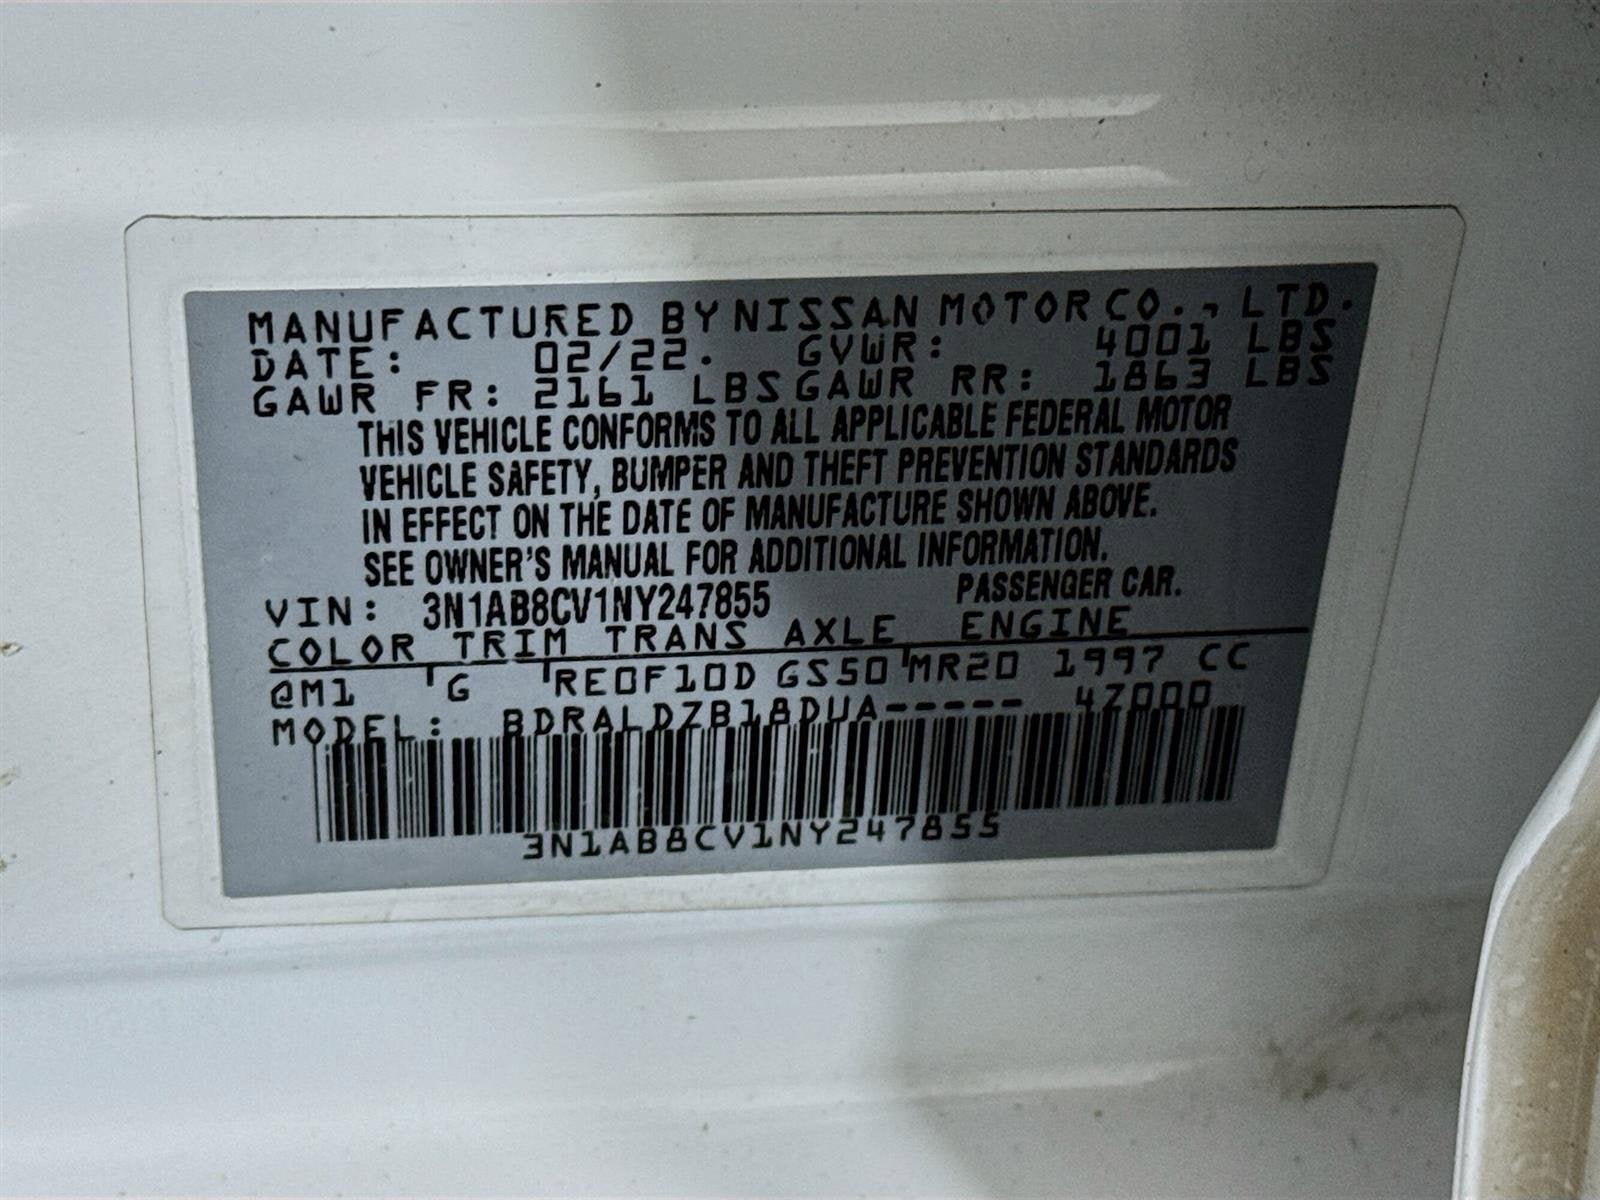 MANUFACTURED BY NISSAN MOTOR CO., LTD.
DATE: 02/22. GVWR: 4001 LBS
GAWR FR: 2161 LBS GAWR RR: 1863 LBS
THIS VEHICLE CONFORMS TO ALL APPLICABLE FEDERAL MOTOR
VEHICLE SAFETY, BUMPER AND THEFT PREVENTION STANDARDS
IN EFFECT ON THE DATE OF MANUFACTURE SHOWN ABOVE.
SEE OWNER'S MANUAL FOR ADDITIONAL INFORMATION.
VIN: 3N1AB8CV1NY247855 PASSENGER CAR.
COLOR TRIM TRANS AXLE ENGINE
@M1 G RE0F10D GS50 MR20 1997 CC
MODEL: BDRALDZB18DUA----- 4Z000
3N1AB8CV1NY247855